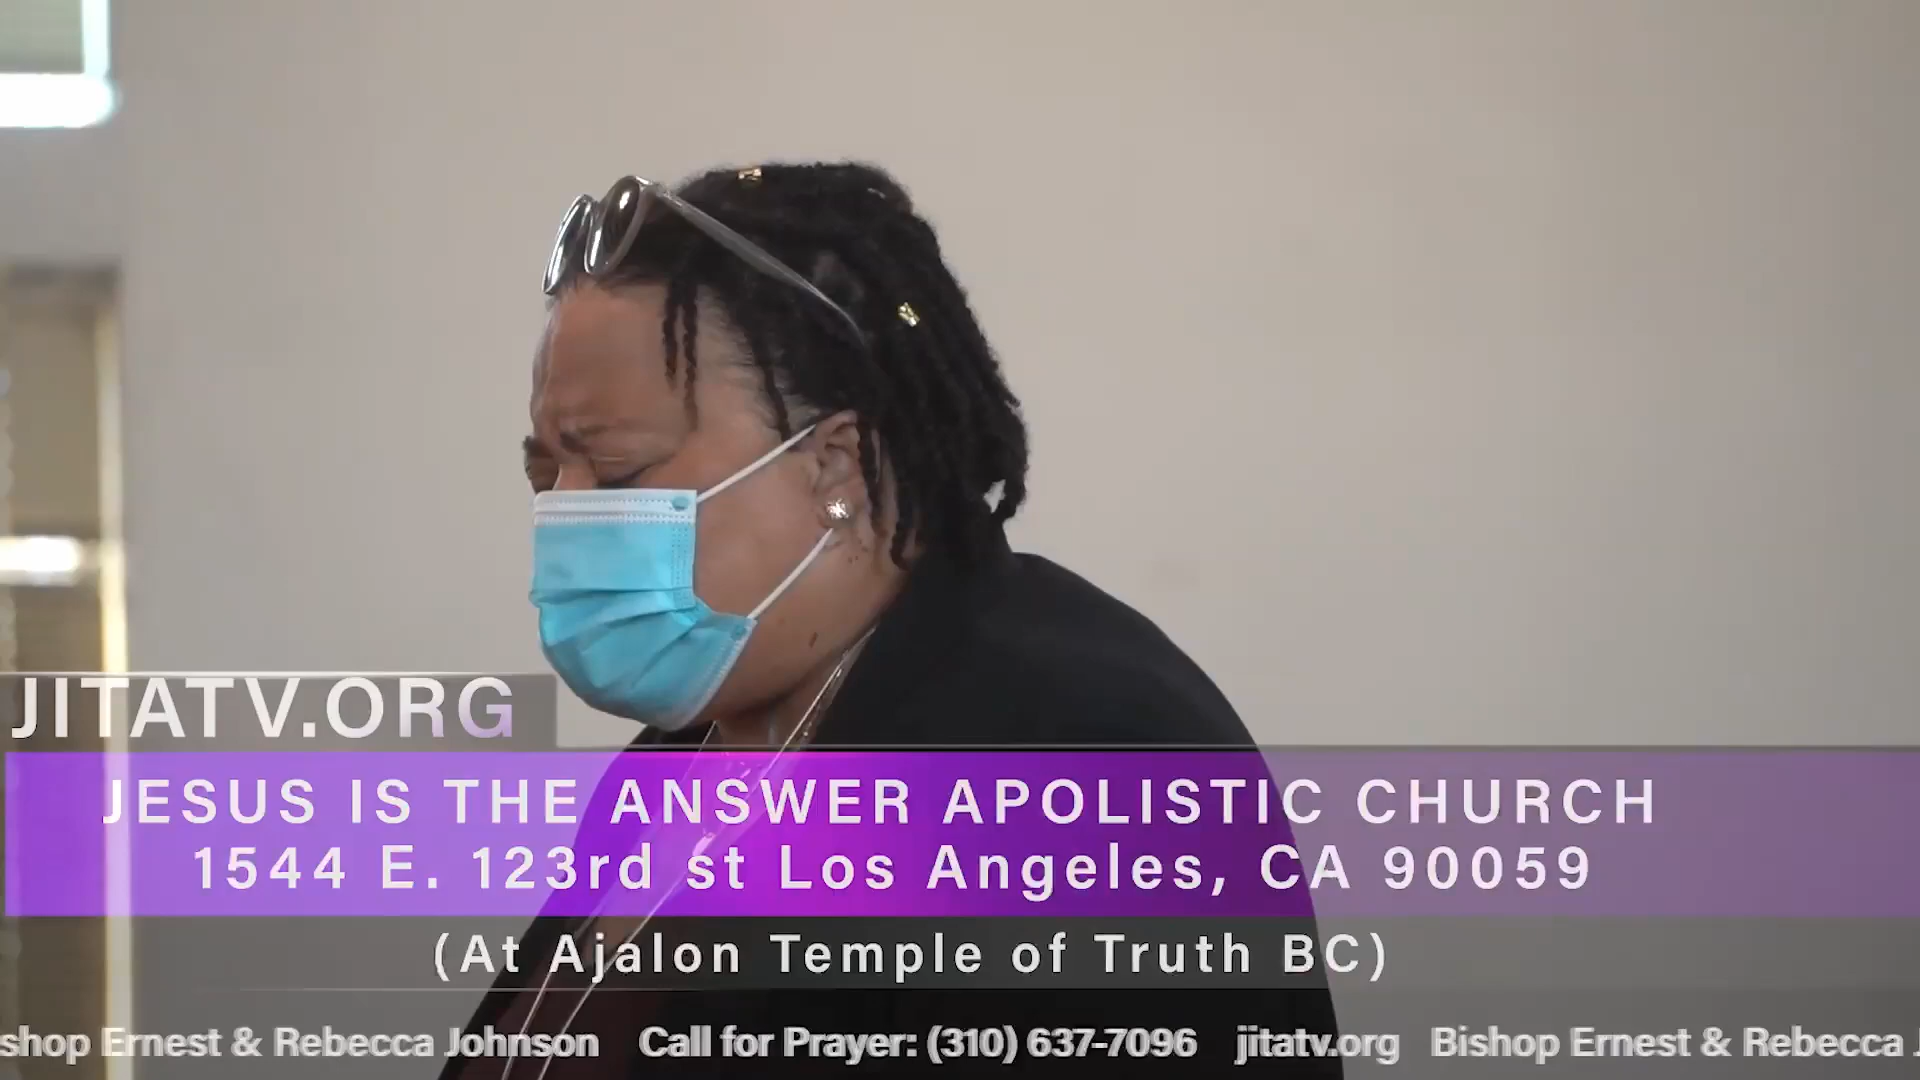 JITATV.ORG
JESUS IS THE ANSWER APOLISTIC CHURCH
1544 E. 123rd st Los Angeles, CA 90059
(At Ajalon Temple of Truth BC)
shop Ernest & Rebecca Johnson Call for Prayer: (310) 637-7096 jitatv.org Bishop Ernest & Rebecca J